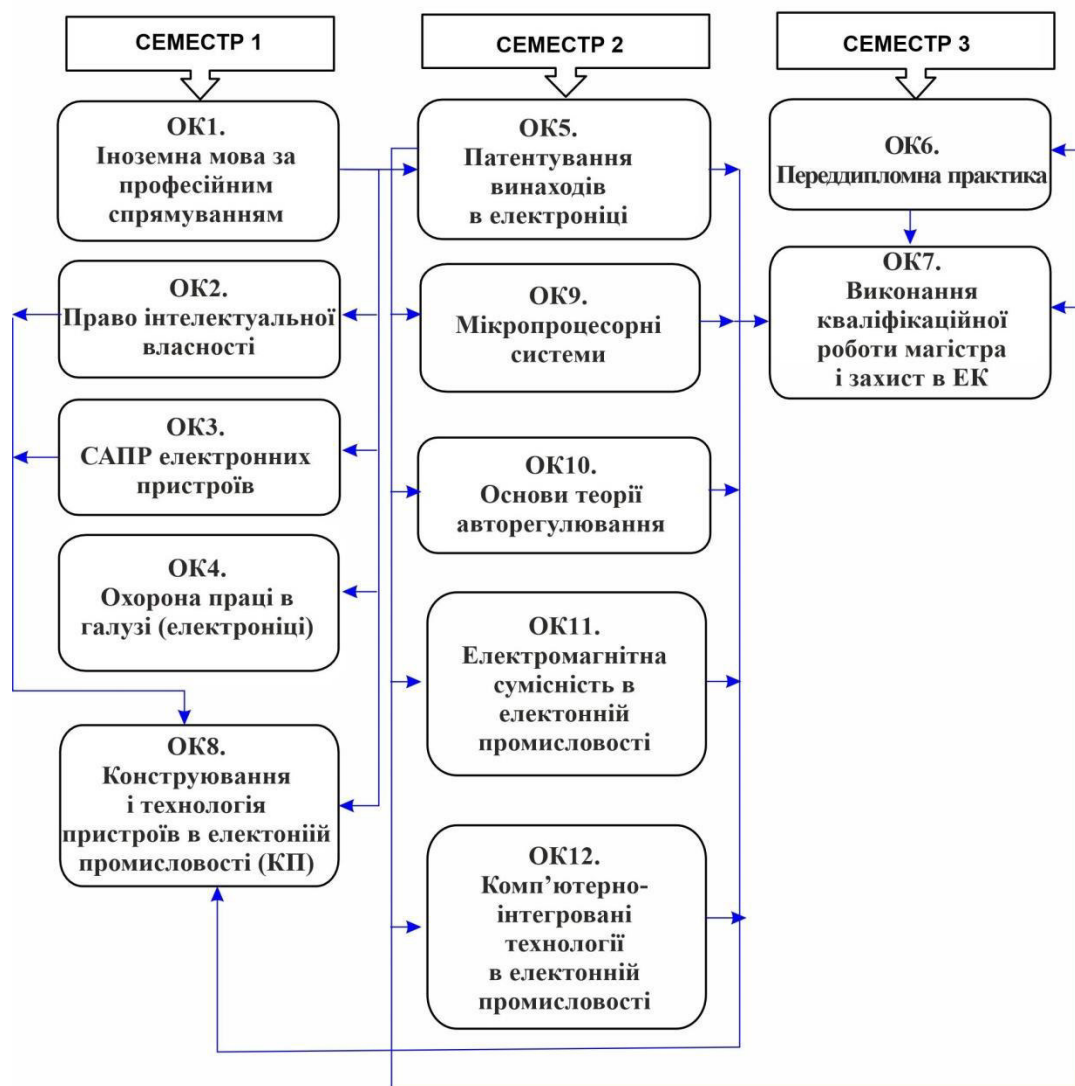 СЕМЕСТР 1
СЕМЕСТР 2
СЕМЕСТР 3
ОК1.
Іноземна мова за
професійним
спрямуванням
ОК2.
Право інтелектуальної
власності
ОК3.
САПР електронних
пристроїв
ОК4.
Охорона праці в
галузі (електроніці)
ОК8.
Конструювання
і технологія
пристроїв в електоніій
промисловості (КП)
ОК5.
Патентування
винаходів
в електроніці
ОК9.
Мікропроцесорні
системи
ОК10.
Основи теорії
авторегулювання
ОК11.
Електромагнітна
сумісність в
електонній
промисловості
ОК12.
Комп’ютерно-
інтегровані
технології
в електонній
промисловості
ОК6.
Переддипломна практика
ОК7.
Виконання
кваліфікаційної
роботи магістра
і захист в ЕК